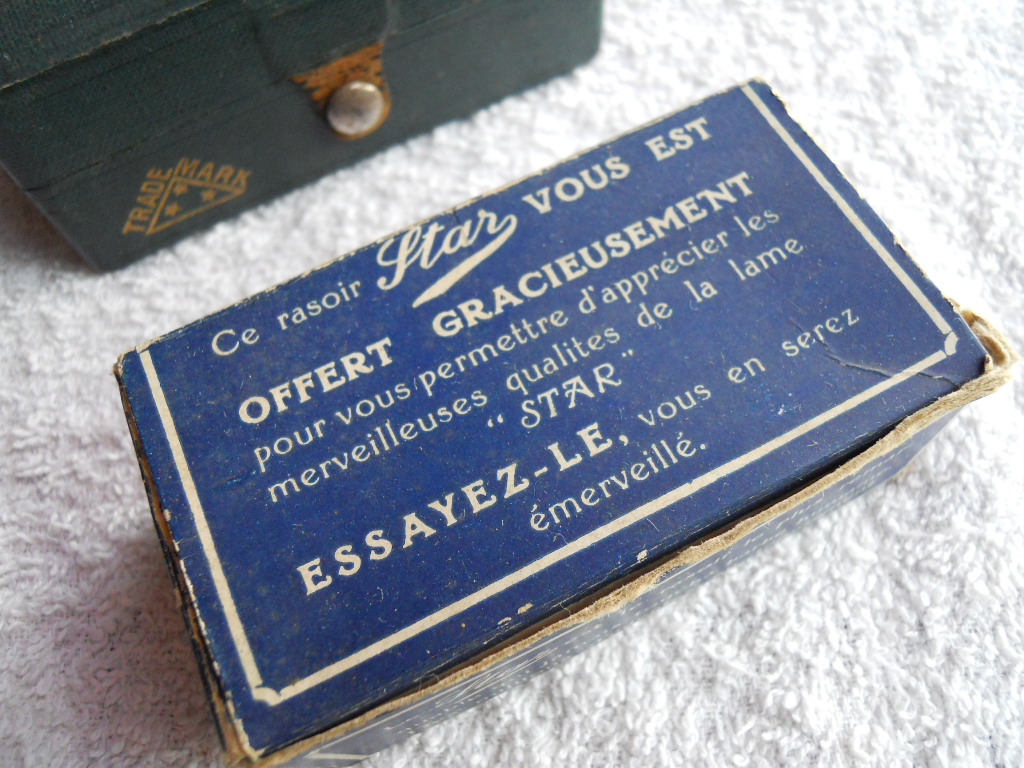 TRADE MARK
Ce rasoir Star VOUS EST
OFFERT GRACIEUSEMENT
pour vous permettre d'apprécier les
merveilleuses qualites de la lame
"STAR"
ESSAYEZ-LE, vous en serez
émerveillé.